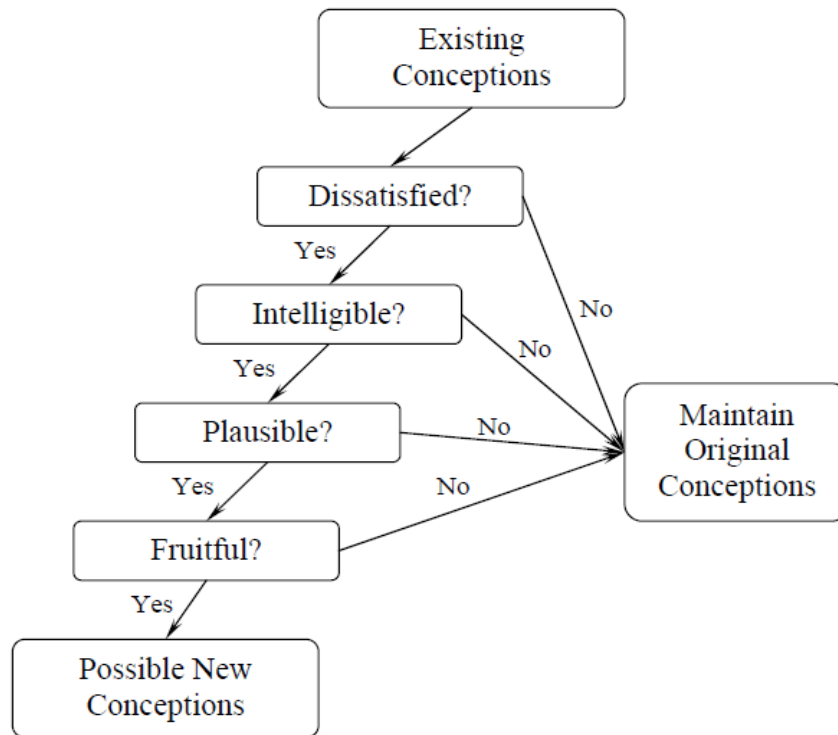 Existing
Conceptions
Dissatisfied?
Yes
No
Intelligible?
No
Yes
Maintain
Original
Conceptions
Plausible?
No
Yes
No
Fruitful?
Yes
Possible New
Conceptions